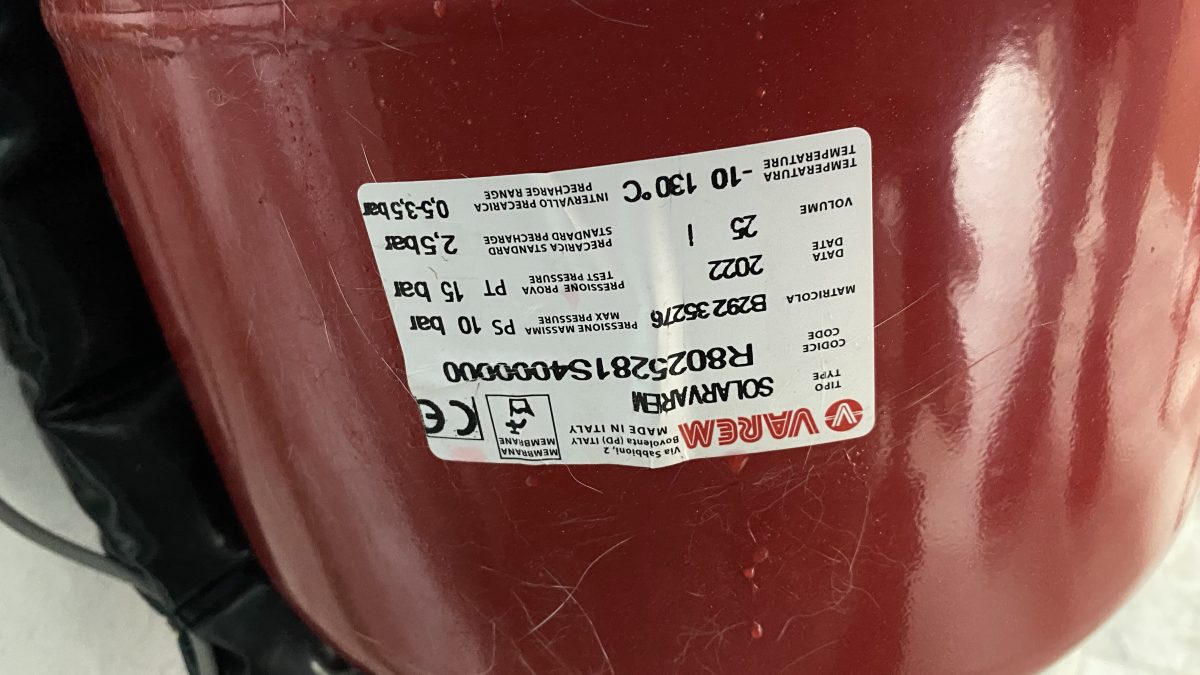 VAREM Via Sabbioni, 2
Bovolenta (PD) ITALY
MADE IN ITALY
MEMBRANA
MEMBRANE
CE
TIPO
TYPE
SOLARVAREM
CODICE
CODE
R8025281S4000000
MATRICOLA B292 35276
PRESSIONE MASSIMA
MAX PRESSURE
PS 10 bar
DATA
DATE
2022
PRESSIONE PROVA
TEST PRESSURE
PT 15 bar
VOLUME 25 l
PRECARICA STANDARD
STANDARD PRECHARGE
2,5 bar
TEMPERATURA
TEMPERATURE
-10 130°C
INTERVALLO PRECARICA
PRECHARGE RANGE
0,5-3,5 bar